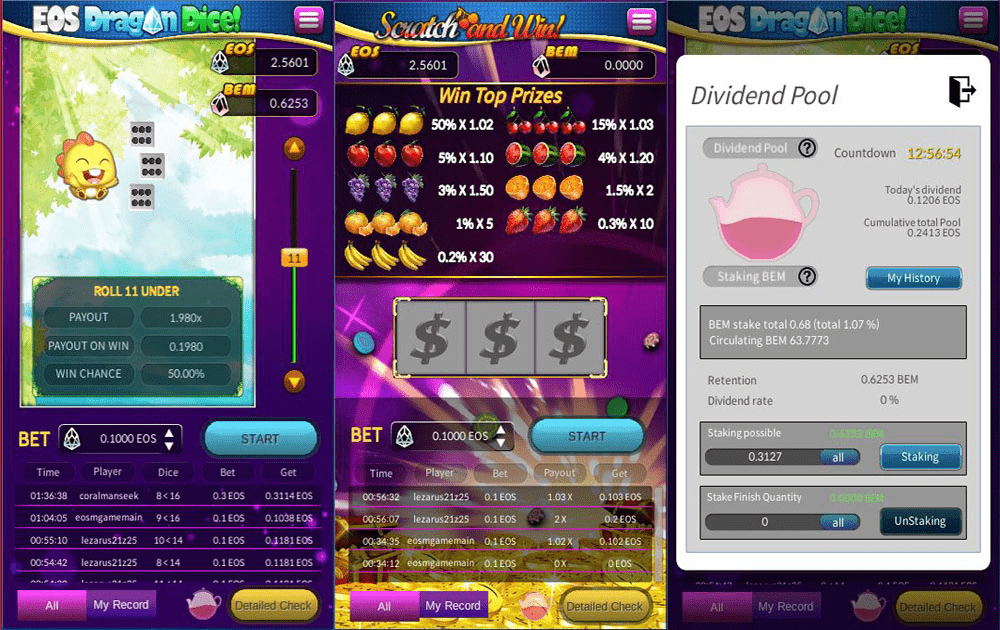 EOS Dragon Dice!
EOS
2.5601
BEM
0.6253
11
ROLL 11 UNDER
PAYOUT 1.980x
PAYOUT ON WIN 0.1980
WIN CHANCE 50.00%
BET 0.1000 EOS START
Time Player Dice Bet Get
01:36:38 coralmanseek 8 < 16 0.3 EOS 0.3114 EOS
01:04:05 eosmgamemain 9 < 16 0.1 EOS 0.1038 EOS
00:55:10 lezarus21z25 10 < 14 0.1 EOS 0.1181 EOS
00:54:42 lezarus21z25 8 < 14 0.1 EOS 0.1181 EOS
All My Record Detailed Check
Scratch and Win!
EOS BEM
2.5601 0.0000
Win Top Prizes
50% X 1.02 15% X 1.03
5% X 1.10 4% X 1.20
3% X 1.50 1.5% X 2
1% X 5 0.3% X 10
0.2% X 30
$ $ $
BET 0.1000 EOS START
Time Player Bet Payout Get
00:56:32 lezarus21z25 0.1 EOS 1.03 X 0.103 EOS
00:56:07 lezarus21z25 0.1 EOS 2 X 0.2 EOS
00:34:35 eosmgamemain 0.1 EOS 1.02 X 0.102 EOS
00:34:12 eosmgamemain 0.1 EOS 0 X 0 EOS
All My Record Detailed Check
EOS Dragon Dice!
EOS
Dividend Pool
Dividend Pool ? Countdown 12:56:54
Today's dividend
0.1206 EOS
Cumulative total Pool
0.2413 EOS
Staking BEM ? My History
BEM stake total 0.68 (total 1.07 %)
Circulating BEM 63.7773
Retention 0.6253 BEM
Dividend rate 0 %
Staking possible 0.6253 BEM
0.3127 all Staking
Stake Finish Quantity 0.0000 BEM
0 all UnStaking
All My Record Detailed Check